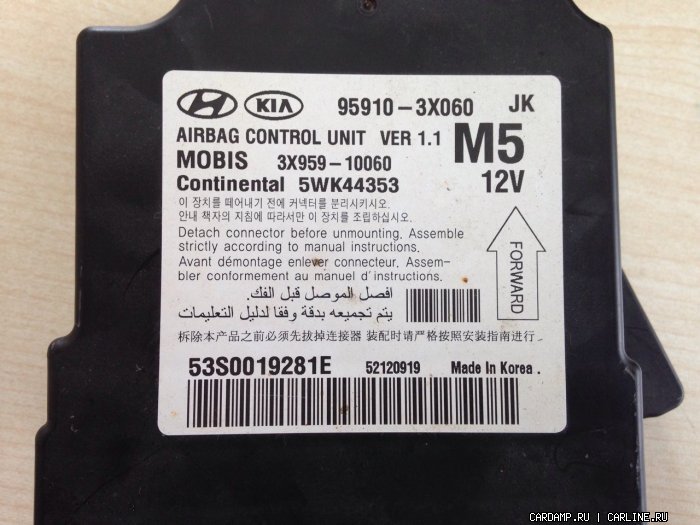 HYUNDAI KIA 95910-3X060 JK
AIRBAG CONTROL UNIT VER 1.1
M5
MOBIS 3X959-10060
Continental 5WK44353
12V
이 장치를 떼어내기 전에 커넥터를 분리시키시오.
안내 책자의 지침에 따라서만 이 장치를 조립하십시오.
Detach connector before unmounting. Assemble
strictly according to manual instructions.
Avant démontage enlever connecteur. Assem-
bler conformement au manuel d'instructions.
FORWARD
افصل الموصل قبل الفك.
يتم تجميعه بدقة وفقا لدليل التعليمات
拆除本产品之前必须先拔掉连接器 装配时请严格按照安装指南进行.
53S0019281E 52120919 Made In Korea .
CARDAMP.RU | CARLINE.RU